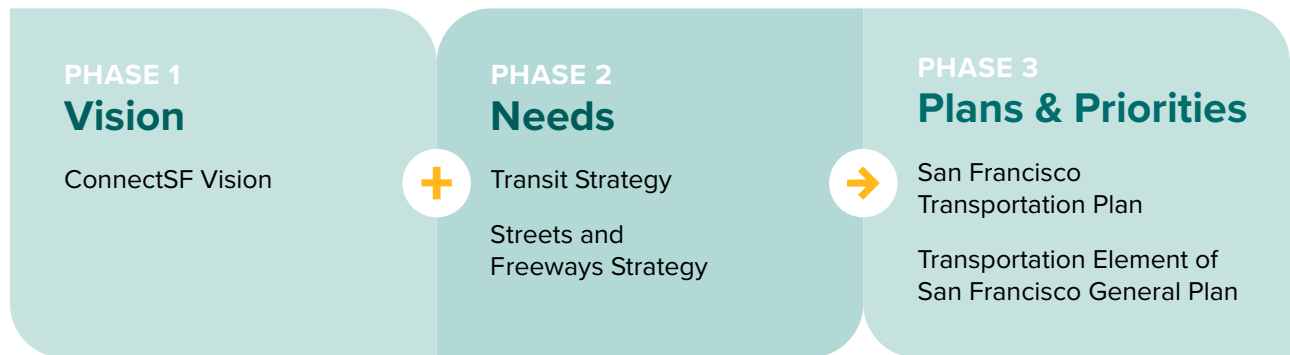 PHASE 1
Vision
ConnectSF Vision
PHASE 2
Needs
Transit Strategy
Streets and
Freeways Strategy
PHASE 3
Plans & Priorities
San Francisco
Transportation Plan
Transportation Element of
San Francisco General Plan